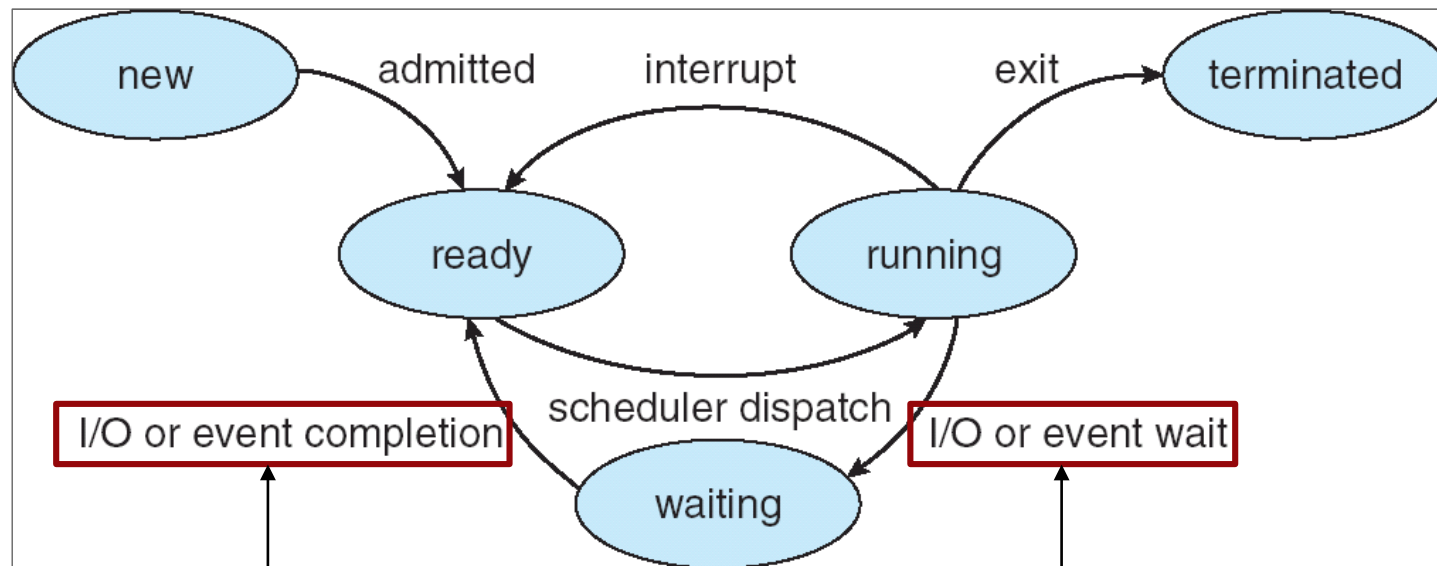 new
admitted
interrupt
exit
terminated
ready
running
scheduler dispatch
I/O or event completion
I/O or event wait
waiting